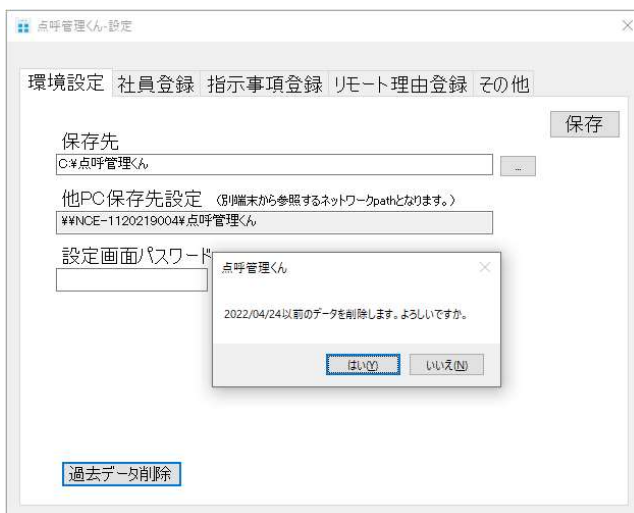 点呼管理くん-設定
環境設定 社員登録 指示事項登録 リモート理由登録 その他
保存
保存先
C:¥点呼管理くん
...
他PC保存先設定 (別端末から参照するネットワークpathとなります。)
¥¥NCE-1120219004¥点呼管理くん
設定画面パスワード
点呼管理くん
2022/04/24以前のデータを削除します。よろしいですか。
はい(Y) いいえ(N)
過去データ削除